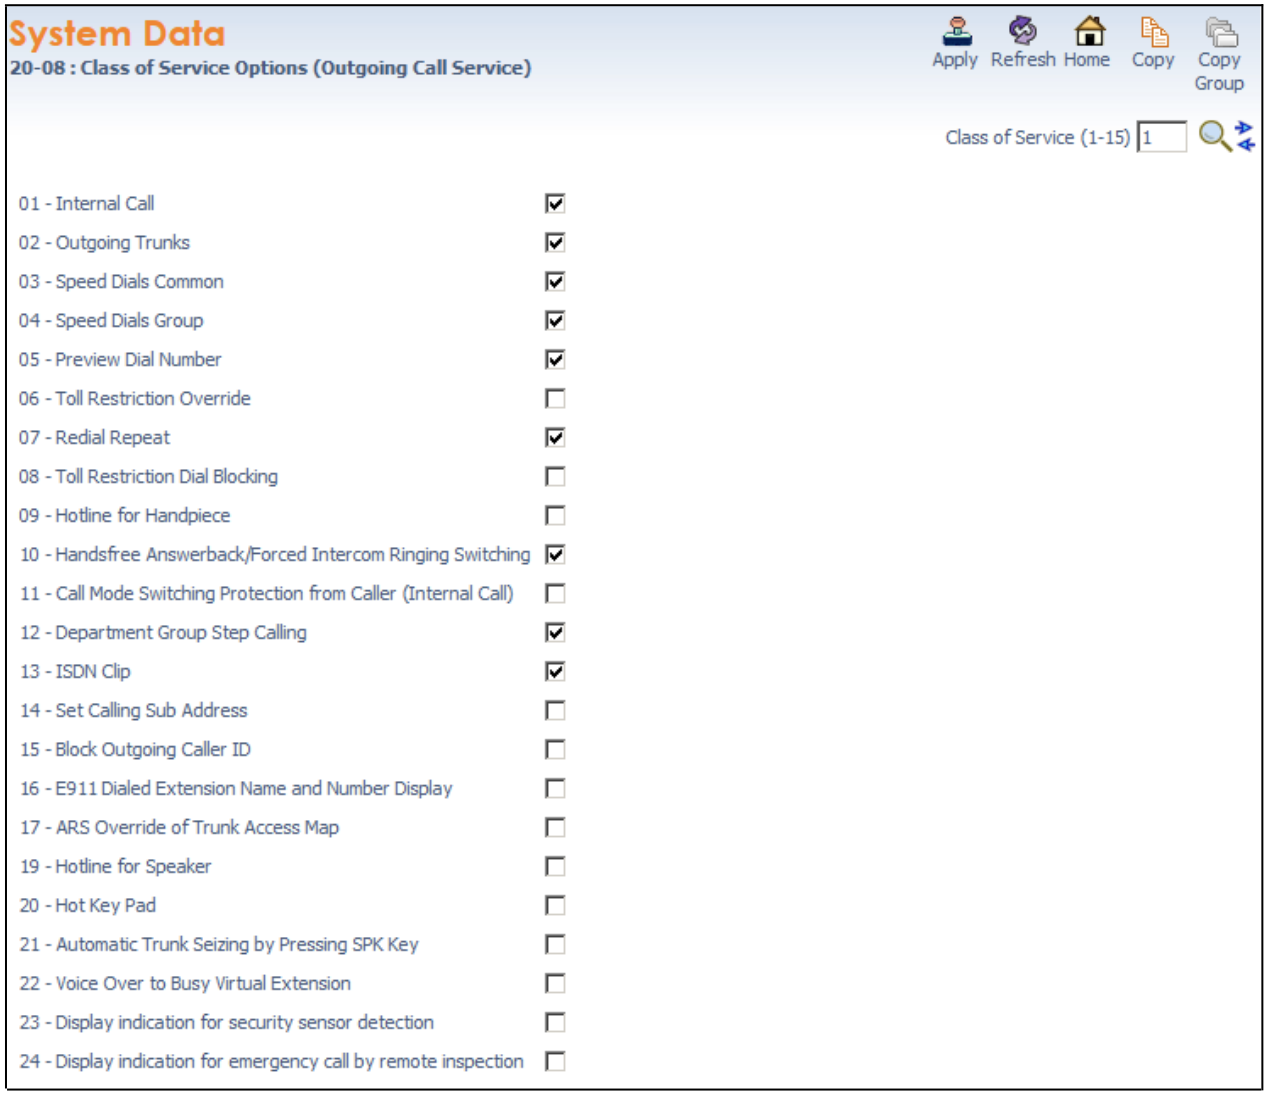 System Data
20-08 : Class of Service Options (Outgoing Call Service)
Apply Refresh Home Copy Copy Group
Class of Service (1-15) 1
01 - Internal Call
02 - Outgoing Trunks
03 - Speed Dials Common
04 - Speed Dials Group
05 - Preview Dial Number
06 - Toll Restriction Override
07 - Redial Repeat
08 - Toll Restriction Dial Blocking
09 - Hotline for Handpiece
10 - Handsfree Answerback/Forced Intercom Ringing Switching
11 - Call Mode Switching Protection from Caller (Internal Call)
12 - Department Group Step Calling
13 - ISDN Clip
14 - Set Calling Sub Address
15 - Block Outgoing Caller ID
16 - E911 Dialed Extension Name and Number Display
17 - ARS Override of Trunk Access Map
19 - Hotline for Speaker
20 - Hot Key Pad
21 - Automatic Trunk Seizing by Pressing SPK Key
22 - Voice Over to Busy Virtual Extension
23 - Display indication for security sensor detection
24 - Display indication for emergency call by remote inspection